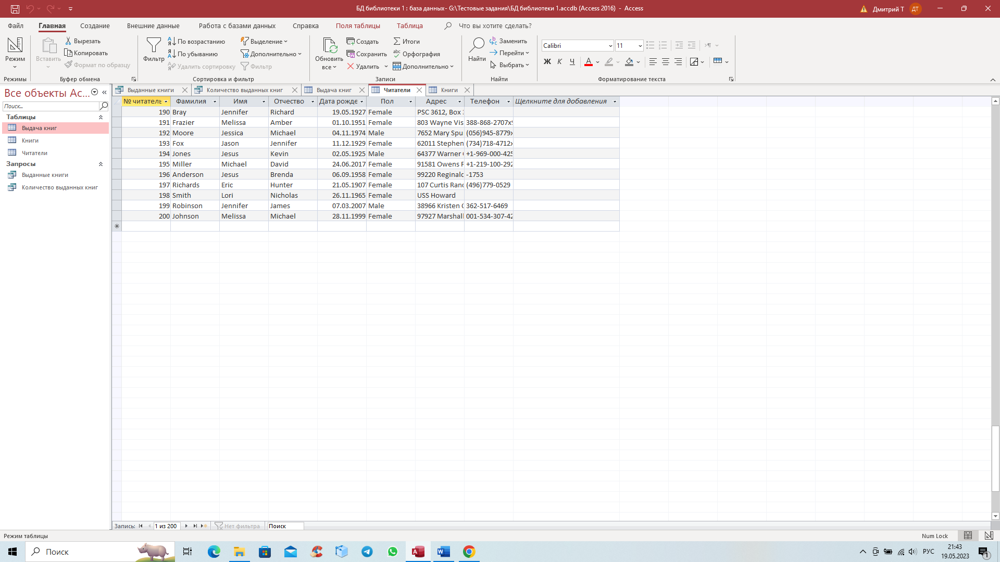 БД библиотеки 1 : база данных- G:\Тестовые задания\БД библиотеки 1.accdb (Access 2016) - Access
Дмитрий Т
ДТ
Файл Главная Создание Внешние данные Работа с базами данных Справка Поля таблицы Таблица Что вы хотите сделать?
Режим
Режимы
Вставить
Вырезать
Копировать
Формат по образцу
Буфер обмена
Фильтр
По возрастанию
По убыванию
Удалить сортировку
Выделение
Дополнительно
Фильтр
Сортировка и фильтр
Обновить
все
Создать
Сохранить
Удалить
Итоги
Орфография
Дополнительно
Записи
Найти
Заменить
Перейти
Выбрать
Найти
Calibri 11
Ж К Ч
Форматирование текста
Все объекты Ac...
Поиск...
Таблицы
Выдача книг
Книги
Читатели
Запросы
Выданные книги
Количество выданных книг
Выданные книги Количество выданных книг Выдача книг Читатели Книги
№ читатель Фамилия Имя Отчество Дата рожде Пол Адрес Телефон Щелкните для добавления
190 Bray Jennifer Richard 19.05.1927 Female PSC 3612, Box
191 Frazier Melissa Amber 01.10.1951 Female 803 Wayne Vis 388-868-2707x
192 Moore Jessica Michael 04.11.1974 Male 7652 Mary Spu (056)945-8779x
193 Fox Jason Jennifer 11.12.1929 Female 62011 Stephen (734)718-4712x
194 Jones Jesus Kevin 02.05.1925 Male 64377 Warner +1-969-000-425
195 Miller Michael David 24.06.2017 Female 91581 Owens F +1-219-100-292
196 Anderson Jesus Brenda 06.09.1958 Female 99220 Reginald -1753
197 Richards Eric Hunter 21.05.1907 Female 107 Curtis Ranc (496)779-0529
198 Smith Lori Nicholas 26.11.1965 Female USS Howard
199 Robinson Jennifer James 07.03.2007 Male 38966 Kristen 362-517-6469
200 Johnson Melissa Michael 28.11.1999 Female 97927 Marshall 001-534-307-42
Запись: 1 из 200 Нет фильтра Поиск
Режим таблицы
Num Lock
Поиск
РУС
21:43
19.05.2023
1